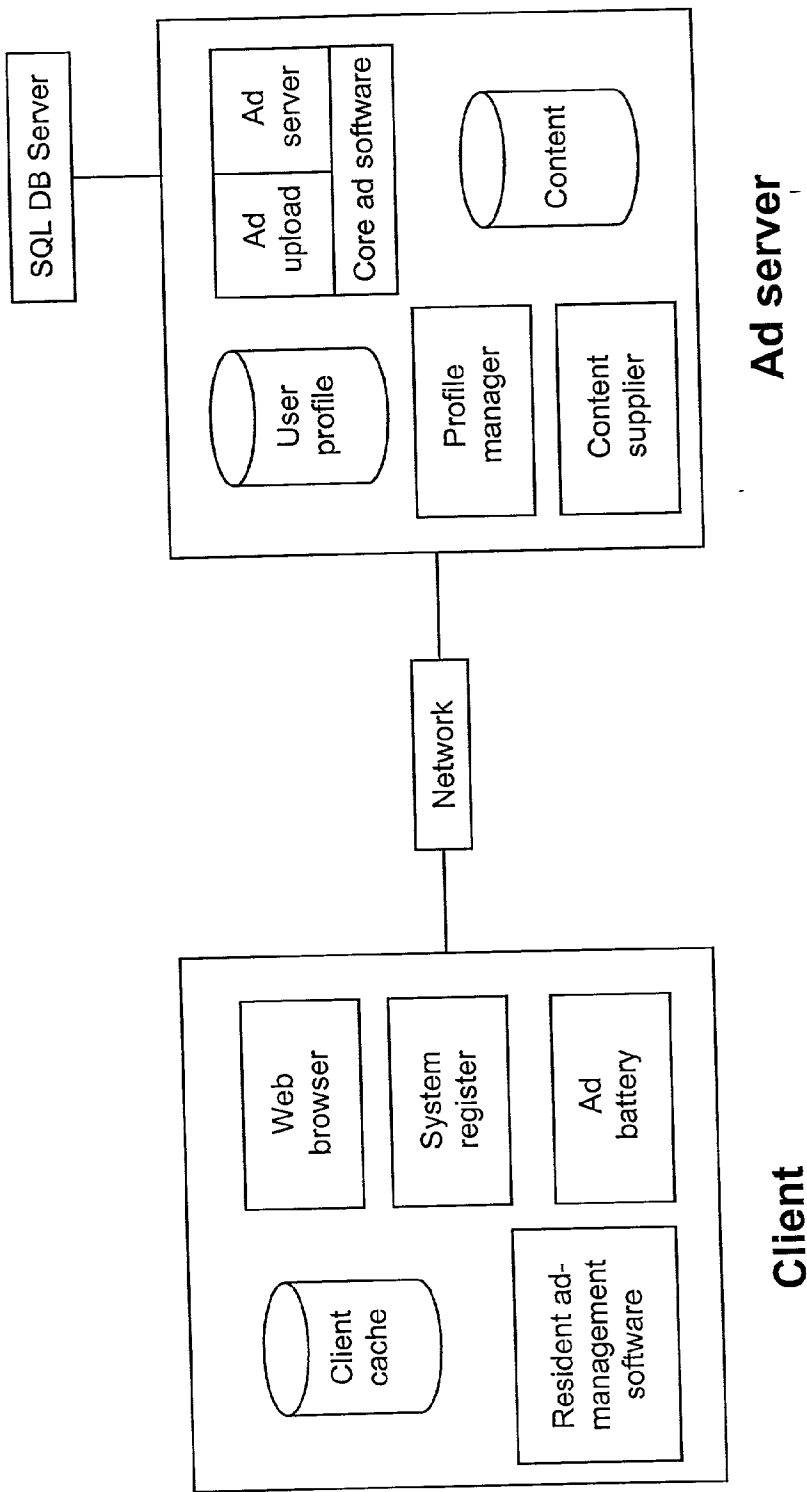 Client
cache
Resident ad-
management
software
Web
browser
System
register
Ad
battery
Client
Network
SQL DB Server
User
profile
Ad
upload
Ad
server
Core ad software
Profile
manager
Content
supplier
Content
Ad server